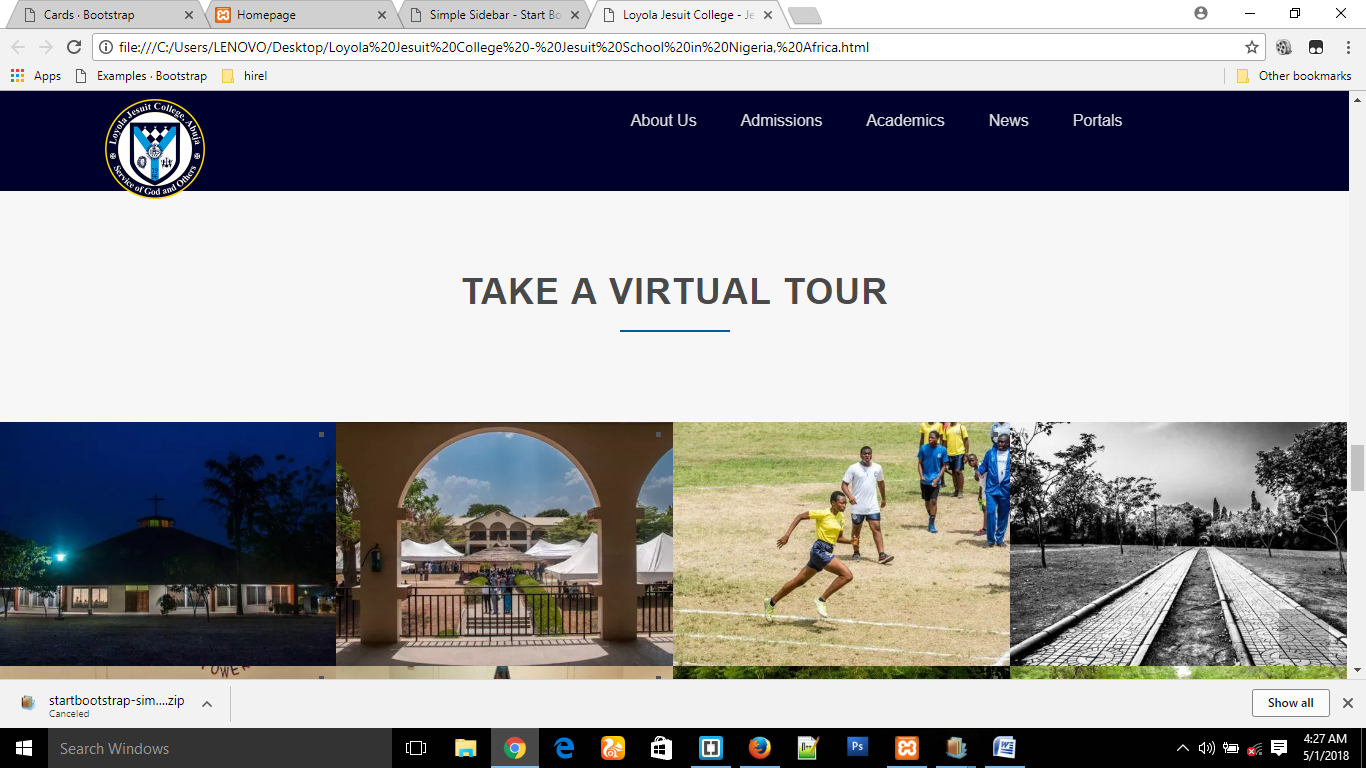 Cards · Bootstrap
Homepage
Simple Sidebar - Start Bo
Loyola Jesuit College - Je
file:///C:/Users/LENOVO/Desktop/Loyola%20Jesuit%20College%20-%20Jesuit%20School%20in%20Nigeria,%20Africa.html
Apps
Examples · Bootstrap
hirel
Other bookmarks
Loyola Jesuit College, Abuja
Service of God and Others
About Us
Admissions
Academics
News
Portals
TAKE A VIRTUAL TOUR
POWER
startbootstrap-sim....zip
Canceled
Show all
Search Windows
Ps
W
4:27 AM
5/1/2018